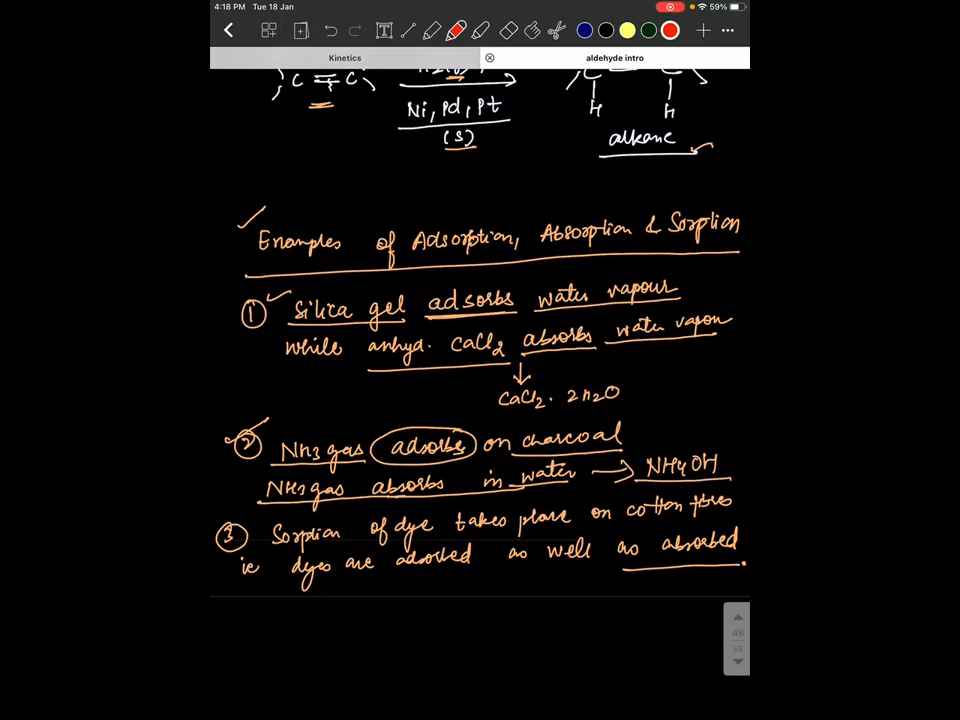 4:18 PM Tue 18 Jan
59%
Kinetics
aldehyde intro
C = C
C C
Ni, Pd, Pt
H H
(s)
alkane
Examples of Adsorption, Absorption & Sorption
① Silica gel adsorbs water vapour
while anhyd. CaCl2 absorbs water vapour
↓
CaCl2. 2H2O
② NH3 gas adsorbs on charcoal
NH3 gas absorbs in water → NH4OH
③ Sorption of dye takes place on cotton fibres
ie dyes are adsorbed as well as absorbed.
48
55